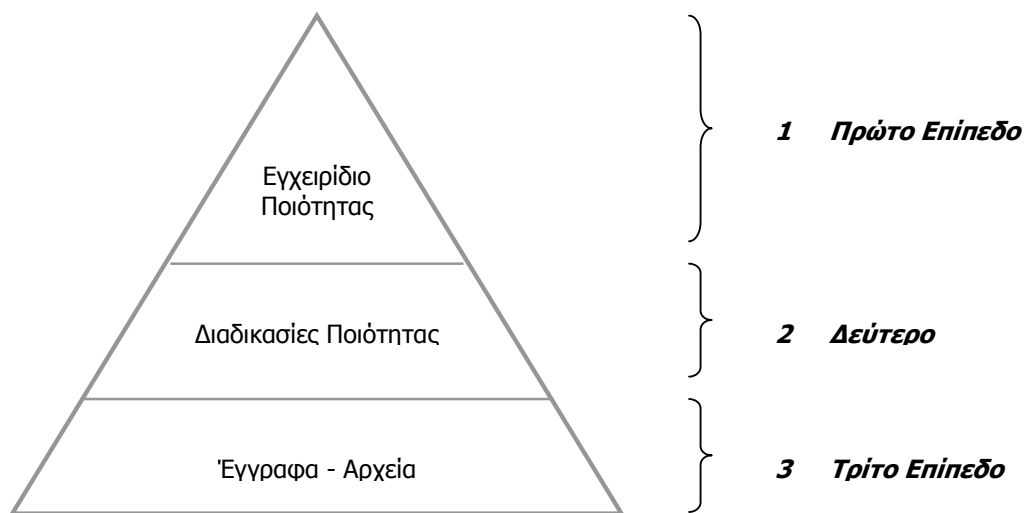 Εγχειρίδιο
Ποιότητας
1 Πρώτο Επίπεδο
Διαδικασίες Ποιότητας
2 Δεύτερο
Έγγραφα - Αρχεία
3 Τρίτο Επίπεδο